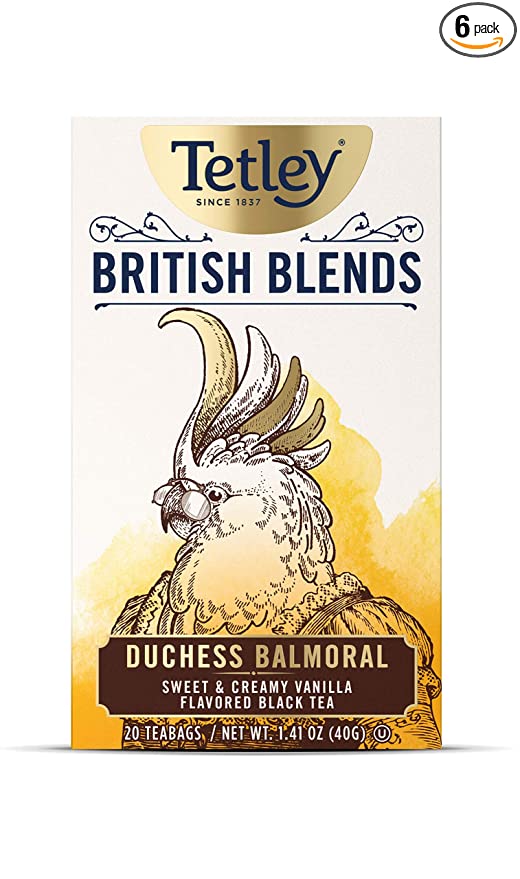 6
pack
Tetley®
SINCE 1837
BRITISH BLENDS
DUCHESS BALMORAL
SWEET & CREAMY VANILLA
FLAVORED BLACK TEA
20 TEABAGS / NET WT. 1.41 OZ (40G) U